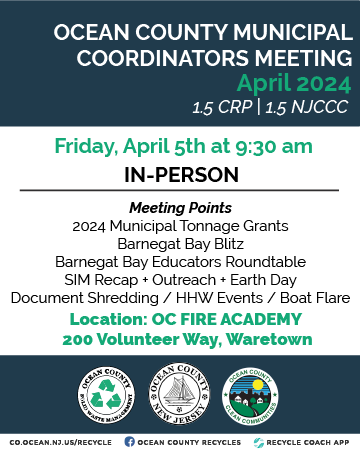 OCEAN COUNTY MUNICIPAL
COORDINATORS MEETING
April 2024
1.5 CRP | 1.5 NJCCC
Friday, April 5th at 9:30 am
IN-PERSON
Meeting Points
2024 Municipal Tonnage Grants
Barnegat Bay Blitz
Barnegat Bay Educators Roundtable
SIM Recap + Outreach + Earth Day
Document Shredding / HHW Events / Boat Flare
Location: OC FIRE ACADEMY
200 Volunteer Way, Waretown
OCEAN COUNTY
SOLID WASTE MANAGEMENT
OCEAN COUNTY
NEW JERSEY
OCEAN COUNTY
CLEAN COMMUNITIES
CO.OCEAN.NJ.US/RECYCLE
OCEAN COUNTY RECYCLES
RECYCLE COACH APP